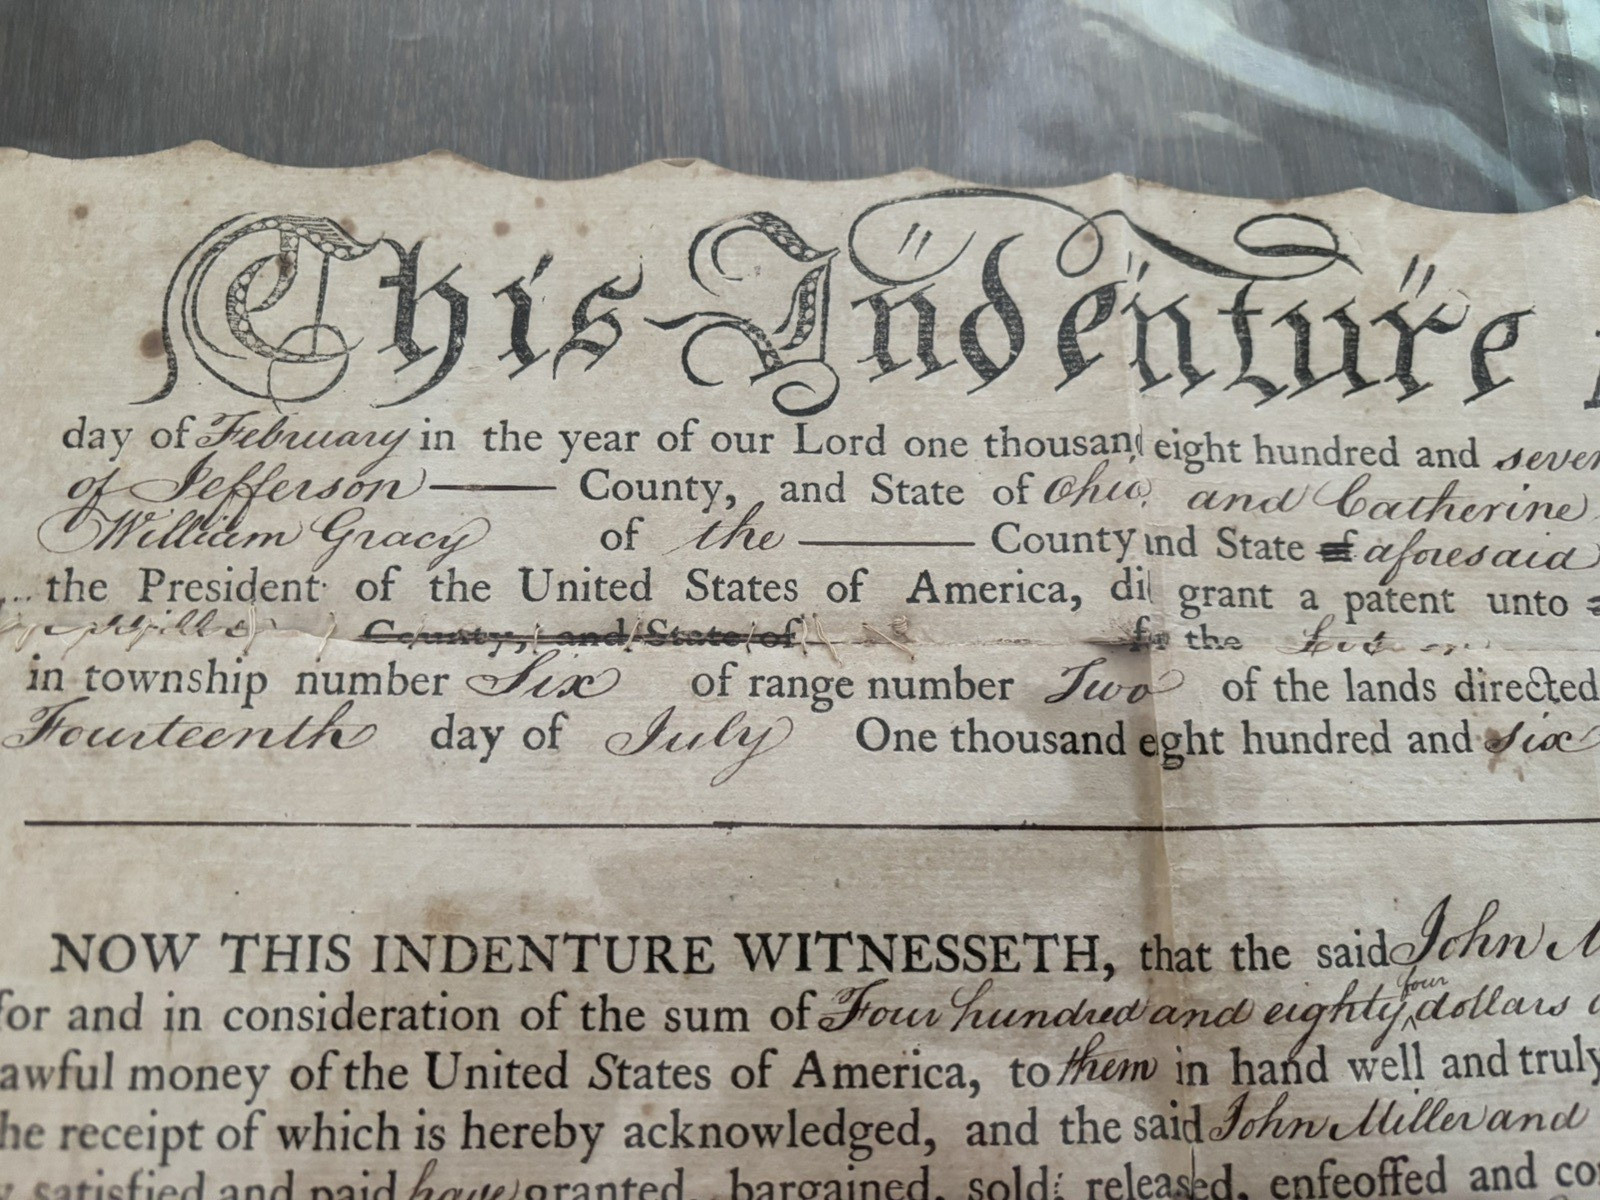 This Indenture
day of February in the year of our Lord one thousand eight hundred and seven
of Jefferson County, and State of Ohio and Catherine
William Gracy of the County and State of aforesaid
the President of the United States of America, di grant a patent unto
County, and State of the
in township number Six of range number Two of the lands directed
Fourteenth day of July One thousand eight hundred and six
NOW THIS INDENTURE WITNESSETH, that the said John M
for and in consideration of the sum of Four hundred and eighty four dollars
awful money of the United States of America, to them in hand well and truly
he receipt of which is hereby acknowledged, and the said John Miller and
satisfied and paid have granted, bargained, sold, released, enfeoffed and co